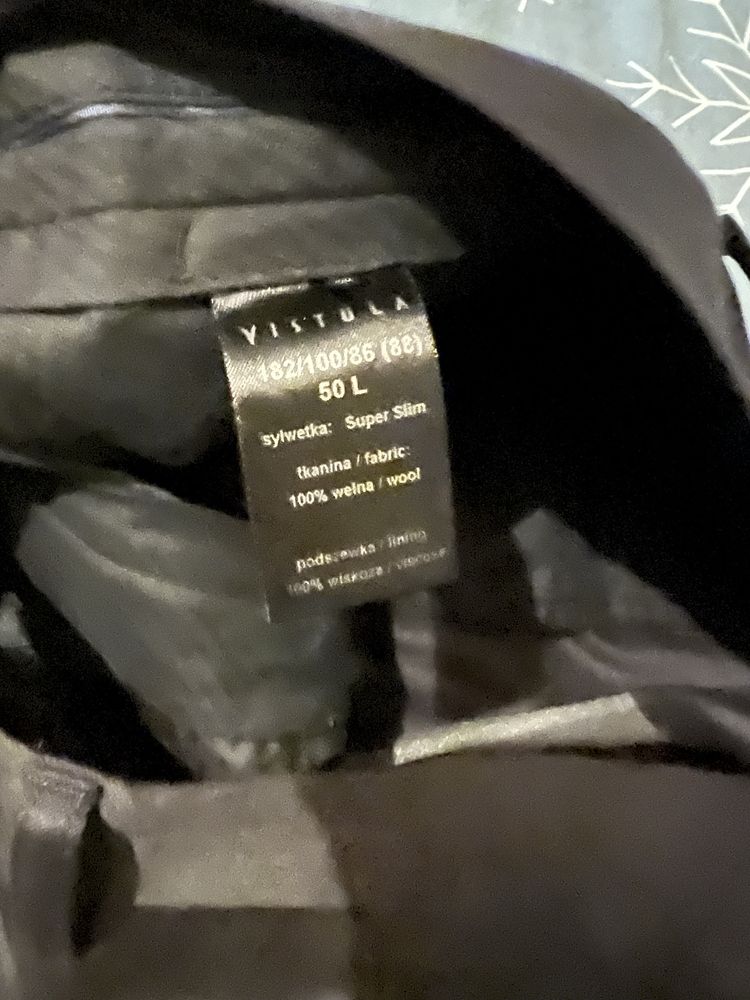 VISTULA
182/100/86 (88)
50 L
sylwetka: Super Slim
tkanina / fabric:
100% wełna / wool
podszewka / lining
100% wiskoza / viscose